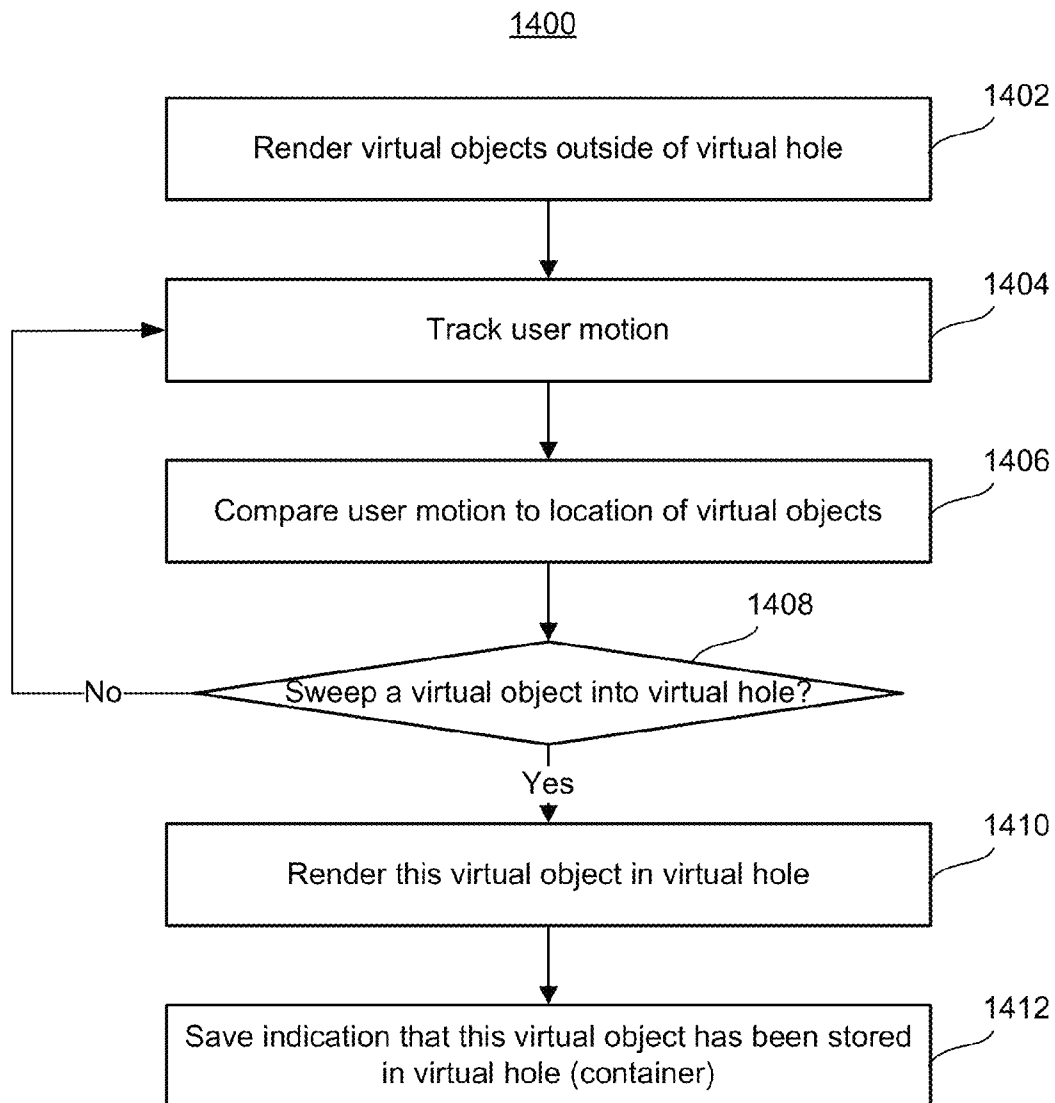 1400
1402
Render virtual objects outside of virtual hole
1404
Track user motion
1406
Compare user motion to location of virtual objects
1408
Sweep a virtual object into virtual hole?
No
Yes
1410
Render this virtual object in virtual hole
1412
Save indication that this virtual object has been stored
in virtual hole (container)